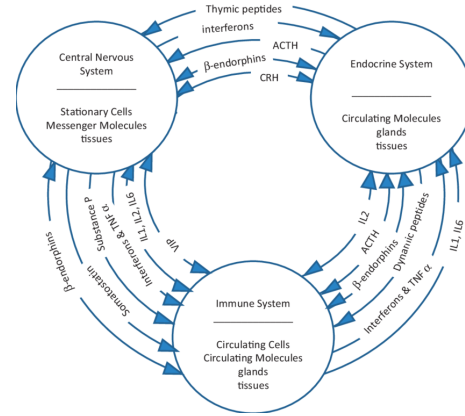 Thymic peptides
interferons
ACTH
β-endorphins
CRH
Central Nervous
System
Stationary Cells
Messenger Molecules
tissues
Endocrine System
Circulating Molecules
glands
tissues
β-endorphins
Somatostatin
Substance P
Interferons & TNF α.
IL1, IL2, IL6
VIP
IL2
ACTH
β-endorphins
Dynannic peptides
Interferons & TNF α
IL1, IL6
Immune System
Circulating Cells
Circulating Molecules
glands
tissues